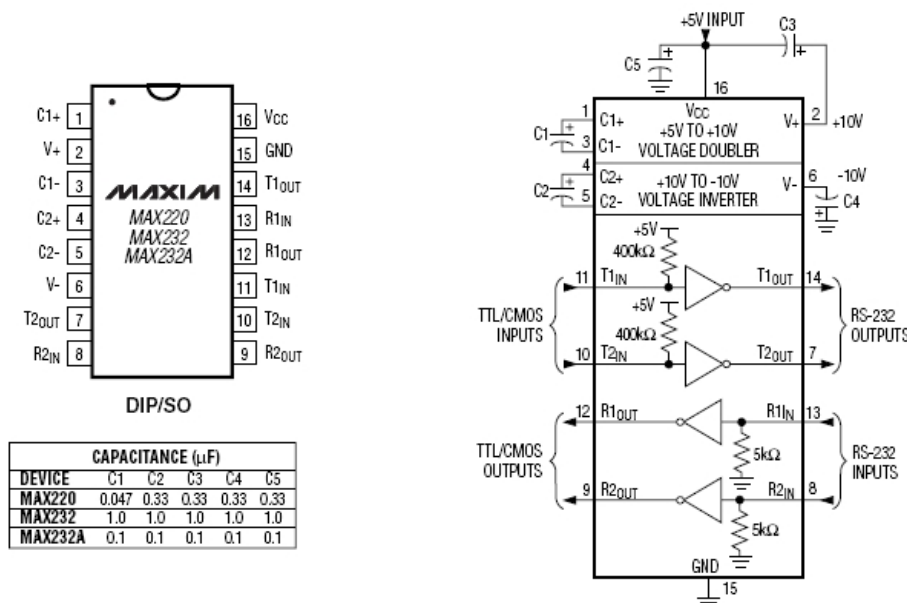 C1+ 1
V+ 2
C1- 3
C2+ 4
C2- 5
V- 6
T2OUT 7
R2IN 8
16 VCC
15 GND
14 T1OUT
13 R1IN
12 R1OUT
11 T1IN
10 T2IN
9 R2OUT
MAXIM
MAX220
MAX232
MAX232A
DIP/SO
CAPACITANCE (μF)
DEVICE C1 C2 C3 C4 C5
MAX220 0.047 0.33 0.33 0.33 0.33
MAX232 1.0 1.0 1.0 1.0 1.0
MAX232A 0.1 0.1 0.1 0.1 0.1
+5V INPUT
C3
C5
+
+
16
VCC
1 C1+
C1 +
3 C1-
+5V TO +10V
VOLTAGE DOUBLER
V+ 2 +10V
4 C2+
C2 +
5 C2-
+10V TO -10V
VOLTAGE INVERTER
V- 6 -10V
C4
+
+5V
400kΩ
11 T1IN
T1OUT 14
TTL/CMOS
INPUTS
+5V
400kΩ
RS-232
OUTPUTS
10 T2IN
T2OUT 7
12 R1OUT
R1IN 13
TTL/CMOS
OUTPUTS
5kΩ
RS-232
INPUTS
9 R2OUT
R2IN 8
5kΩ
GND
15